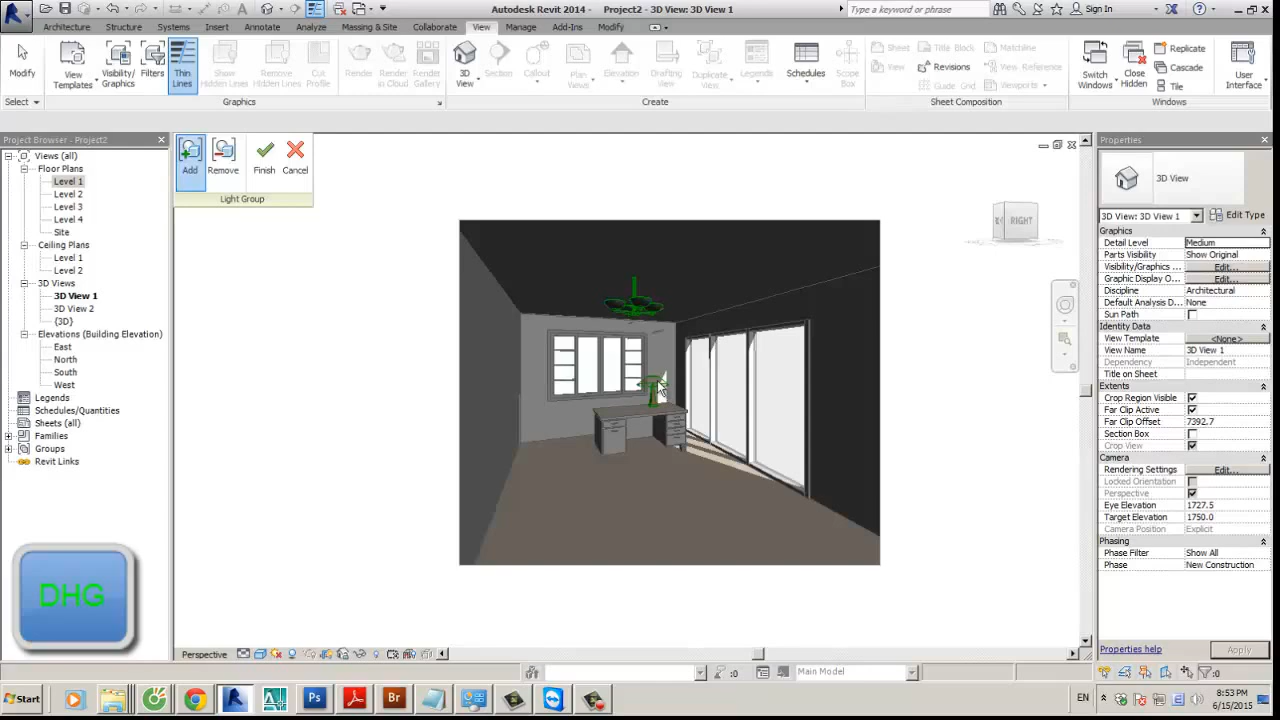 Autodesk Revit 2014 - Project2 - 3D View: 3D View 1
Type a keyword or phrase
Sign In
Architecture Structure Systems Insert Annotate Analyze Massing & Site Collaborate View Manage Add-Ins Modify
Modify
View Templates
Visibility/ Graphics
Filters
Thin Lines
Show Hidden Lines
Remove Hidden Lines
Cut Profile
Render
Render in Cloud
Render Gallery
3D View
Section
Callout
Plan Views
Elevation
Drafting View
Duplicate View
Legends
Schedules
Scope Box
Sheet
Title Block
Matchline
View
Revisions
View Reference
Guide Grid
Viewports
Switch Windows
Close Hidden
Replicate
Cascade
Tile
User Interface
Select
Graphics
Create
Sheet Composition
Windows
Project Browser - Project2
Views (all)
Floor Plans
Level 1
Level 2
Level 3
Level 4
Site
Ceiling Plans
Level 1
Level 2
3D Views
3D View 1
3D View 2
{3D}
Elevations (Building Elevation)
East
North
South
West
Legends
Schedules/Quantities
Sheets (all)
Families
Groups
Revit Links
Add Remove Finish Cancel
Light Group
RIGHT
Properties
3D View
3D View: 3D View 1
Edit Type
Graphics
Detail Level Medium
Parts Visibility Show Original
Visibility/Graphics ... Edit...
Graphic Display O... Edit...
Discipline Architectural
Default Analysis D... None
Sun Path
Identity Data
View Template <None>
View Name 3D View 1
Dependency Independent
Title on Sheet
Extents
Crop Region Visible
Far Clip Active
Far Clip Offset 7392.7
Section Box
Crop View
Camera
Rendering Settings Edit...
Locked Orientation
Perspective
Eye Elevation 1727.5
Target Elevation 1750.0
Camera Position Explicit
Phasing
Phase Filter Show All
Phase New Construction
Properties help
Apply
DHG
Perspective
:0
Main Model
:0
Start
Ps
Br
EN
8:53 PM
6/15/2015